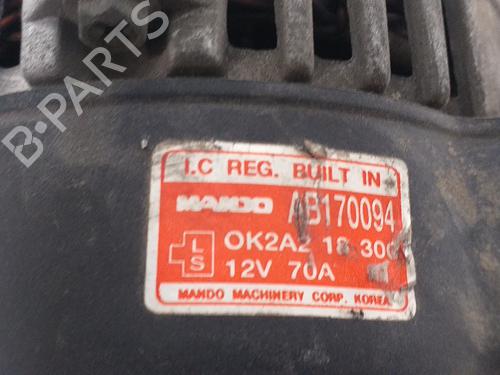 B-PARTS
I.C REG. BUILT IN
MANDO AB170094
L
S
OK2A2 18 300
12V 70A
MANDO MACHINERY CORP. KOREA